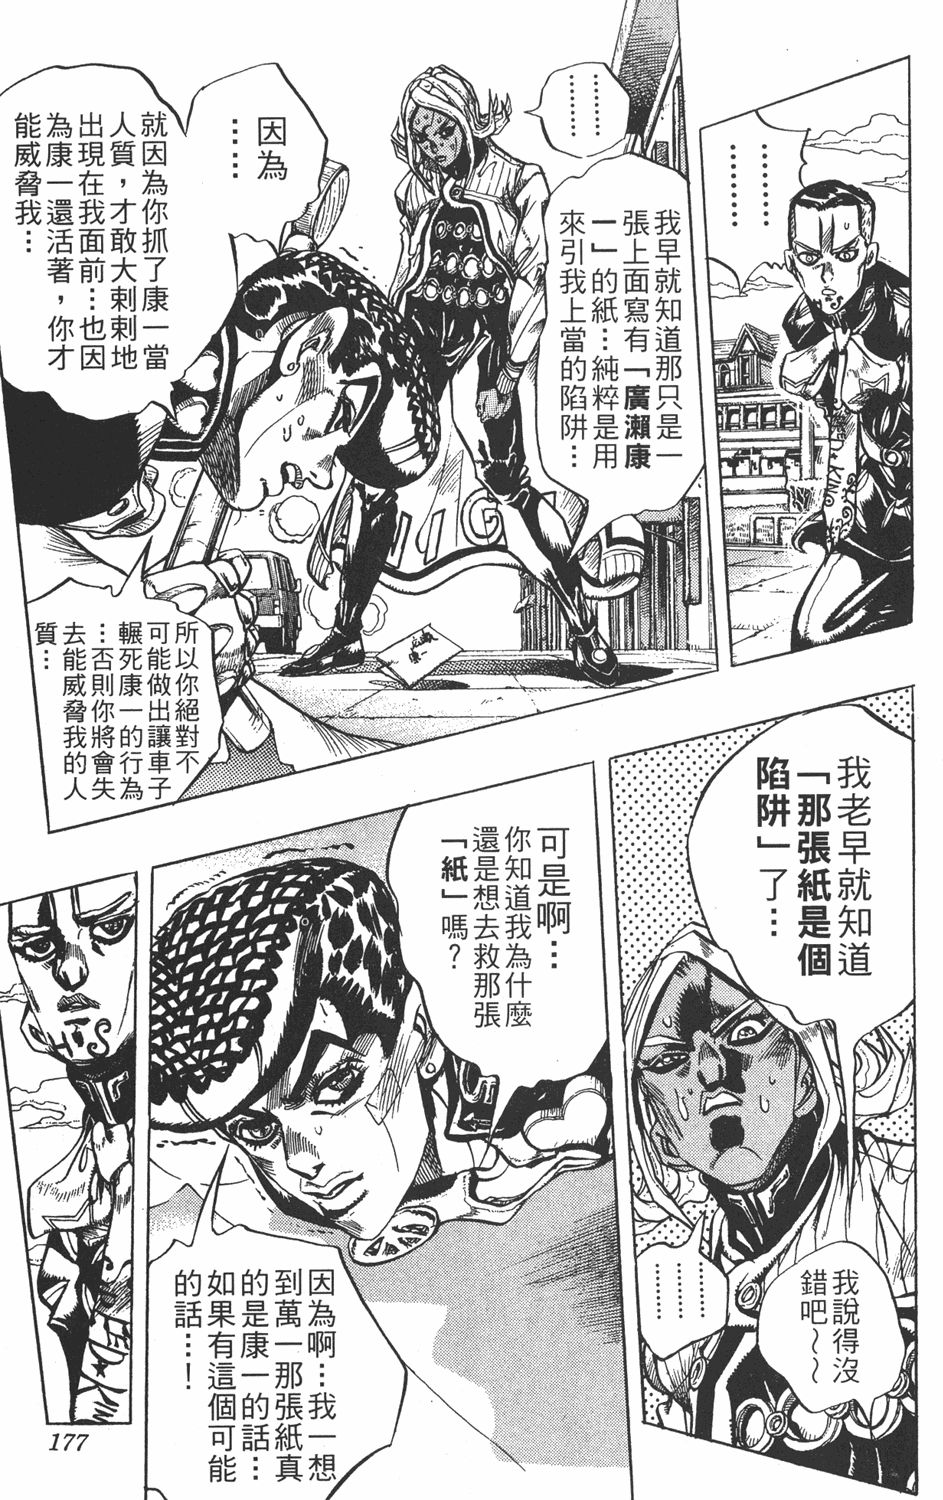 ……
……
……
我早就知道那只是一
張上面寫有「廣瀨康
一」的紙…純粹是用
來引我上當的陷阱…
因為
……
就因為你抓了康一當
人質，才敢大剌剌地
出現在我面前…也因
為康一還活著，你才
能威脅我…
所以你絕對不
可能做出讓車子
輾死康一的行為
…否則你將會失
去能威脅我的人
質…
我老早就知道
「那張紙是個
陷阱」了…
我說得沒
錯吧～～
……
……
可是啊…
你知道我為什麼
還是想去救那張
「紙」嗎？
因為啊…我一想
到萬一那張紙真
的是康一的話…
如果有這個可能
的話…！
177